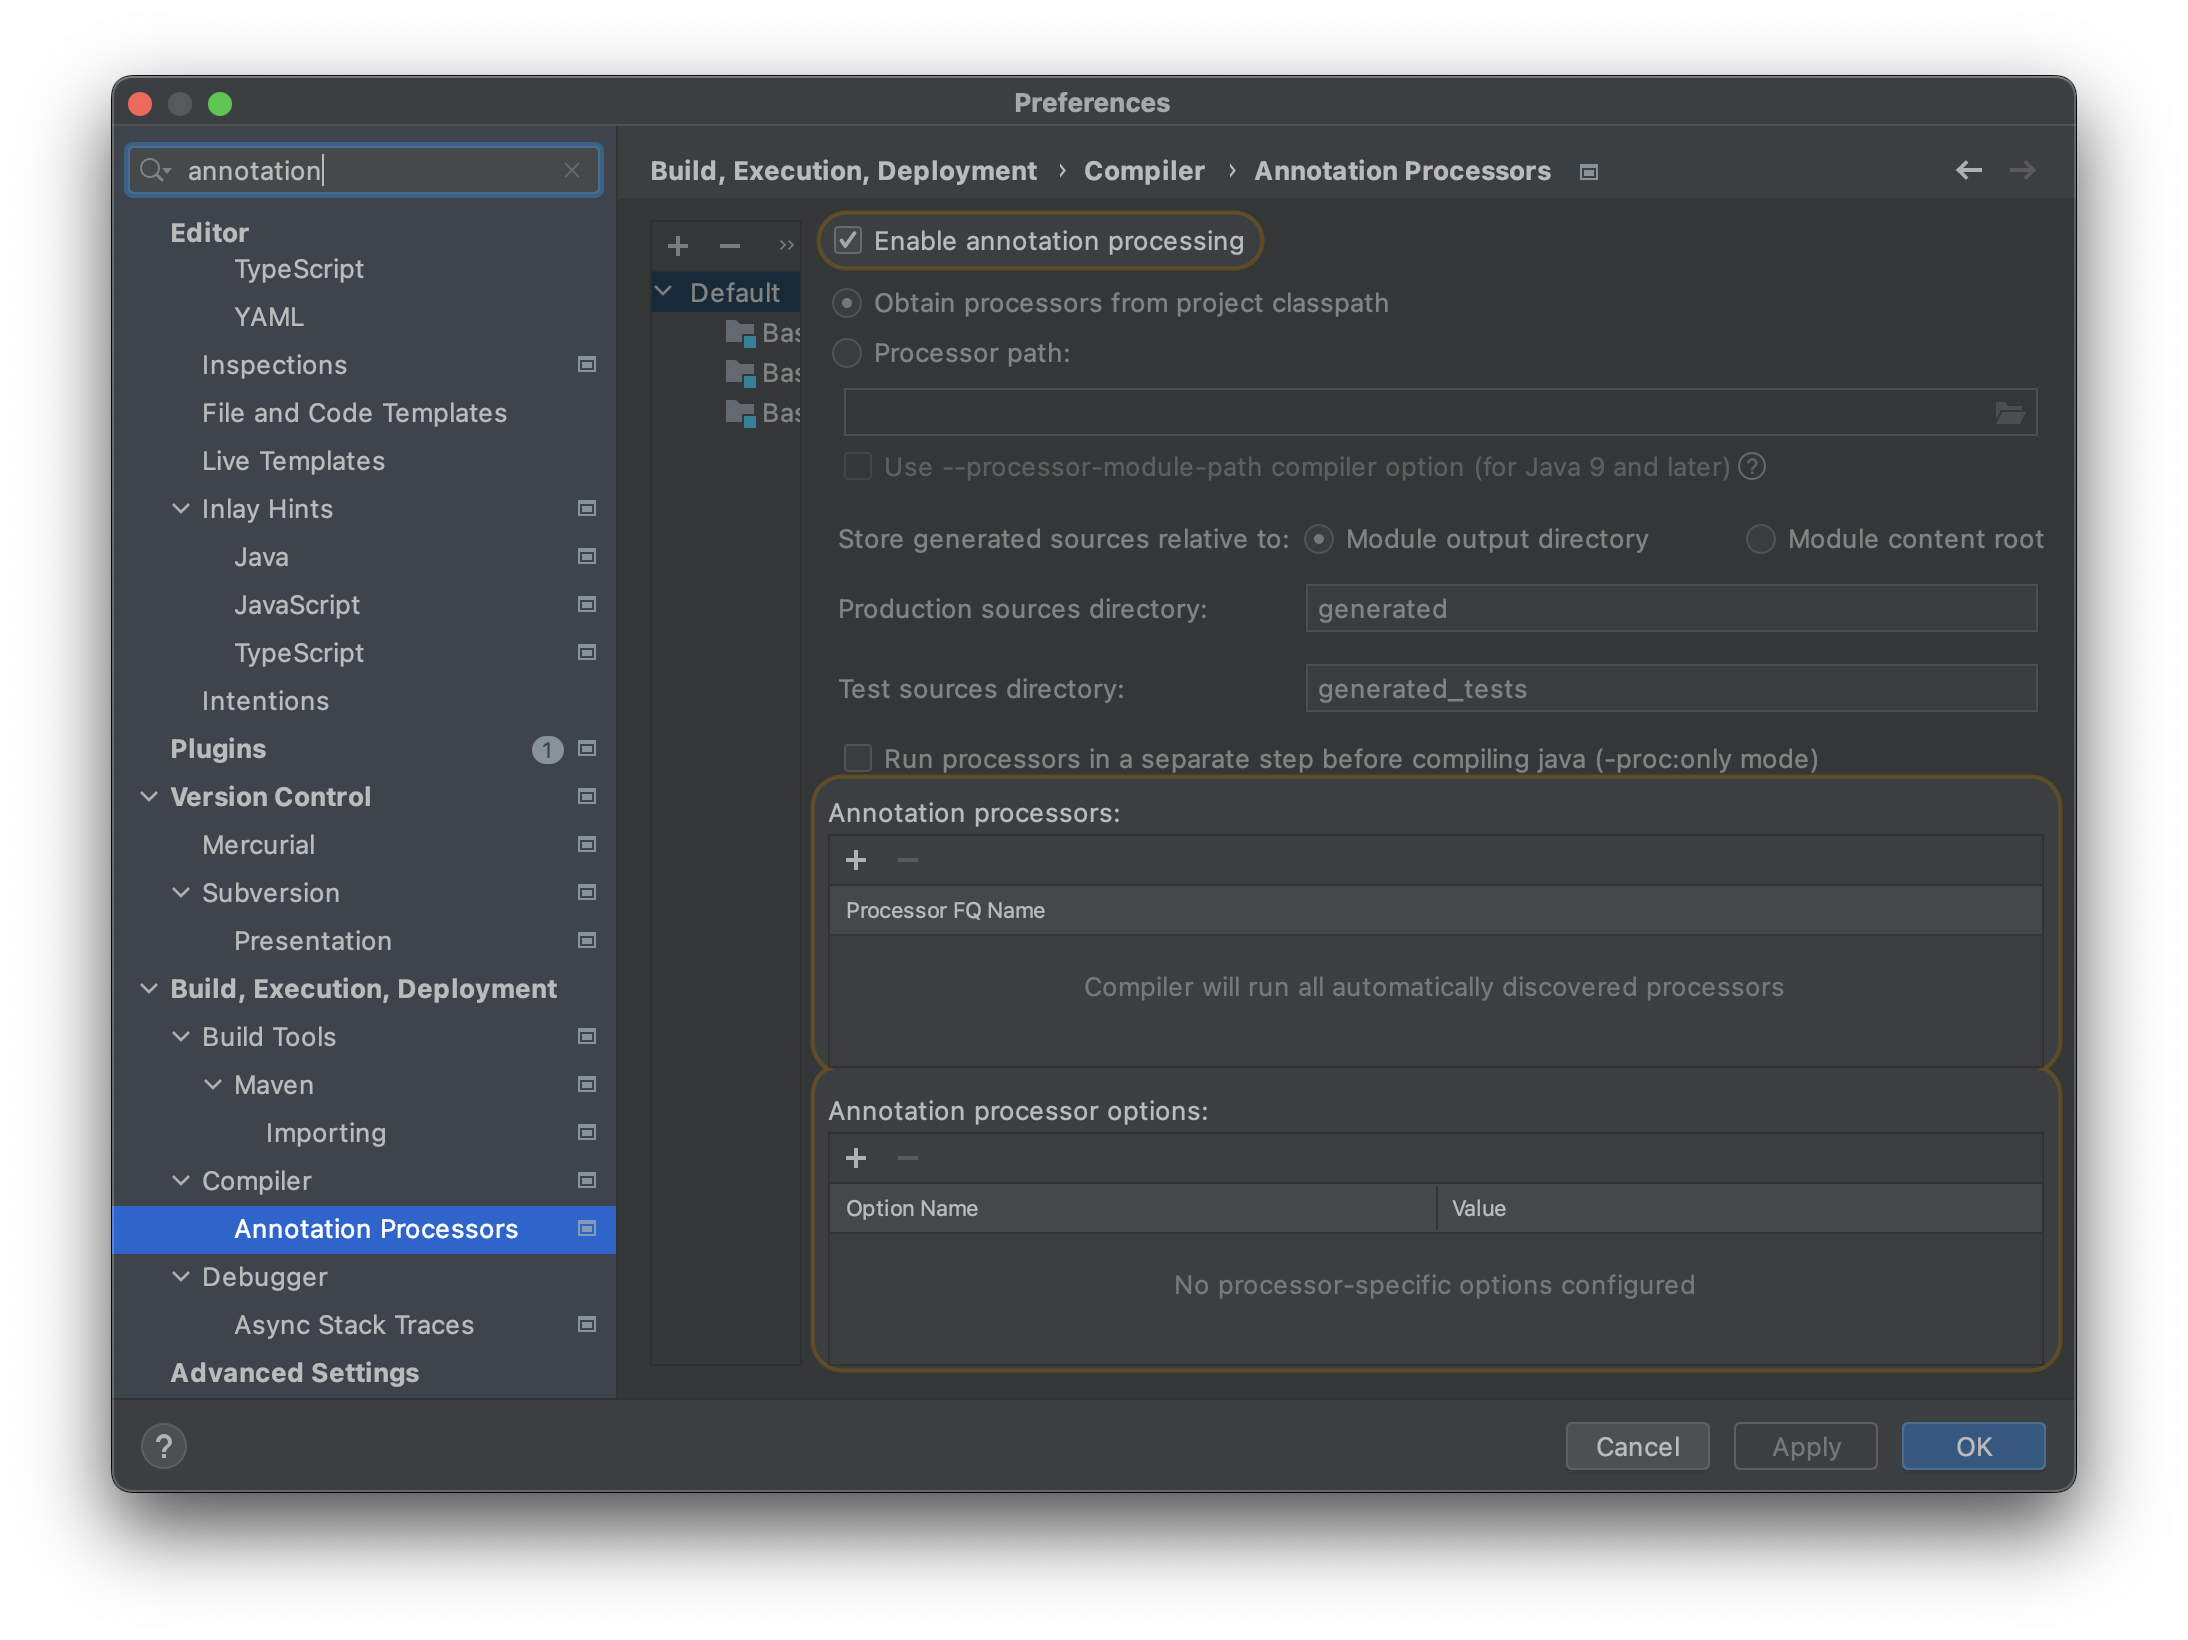 Preferences
annotation
Editor
TypeScript
YAML
Inspections
File and Code Templates
Live Templates
Inlay Hints
Java
JavaScript
TypeScript
Intentions
Plugins 1
Version Control
Mercurial
Subversion
Presentation
Build, Execution, Deployment
Build Tools
Maven
Importing
Compiler
Annotation Processors
Debugger
Async Stack Traces
Advanced Settings
Build, Execution, Deployment › Compiler › Annotation Processors
Default
Bas
Bas
Bas
Enable annotation processing
Obtain processors from project classpath
Processor path:
Use --processor-module-path compiler option (for Java 9 and later) ?
Store generated sources relative to: Module output directory Module content root
Production sources directory: generated
Test sources directory: generated_tests
Run processors in a separate step before compiling java (-proc:only mode)
Annotation processors:
Processor FQ Name
Compiler will run all automatically discovered processors
Annotation processor options:
Option Name Value
No processor-specific options configured
? Cancel Apply OK